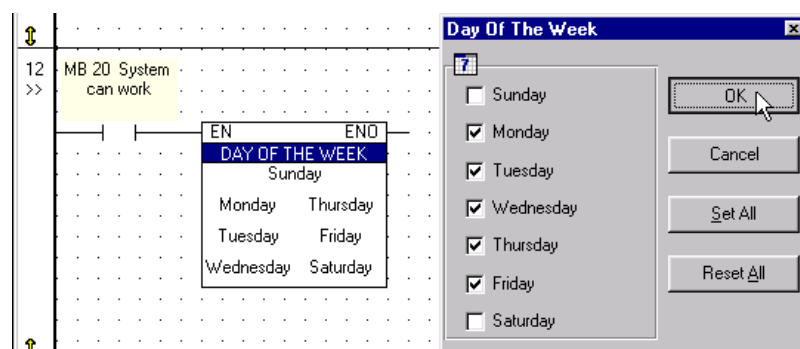 12
>>
MB 20 System
can work
EN ENO
DAY OF THE WEEK
Sunday
Monday Thursday
Tuesday Friday
Wednesday Saturday
Day Of The Week
7
Sunday
Monday
Tuesday
Wednesday
Thursday
Friday
Saturday
OK
Cancel
Set All
Reset All